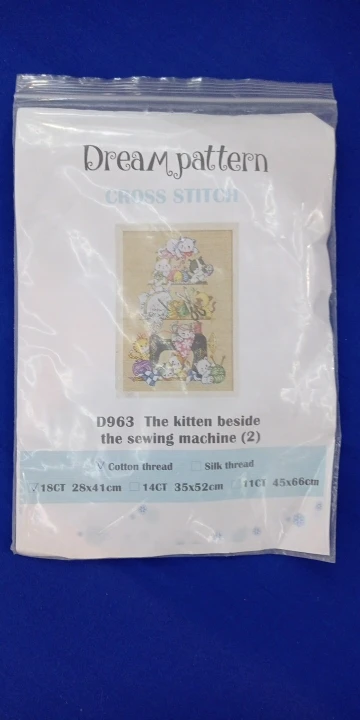 Dream pattern
CROSS STITCH
D963 The kitten beside
the sewing machine (2)
Cotton thread Silk thread
18CT 28x41cm 14CT 35x52cm 11CT 45x66cm